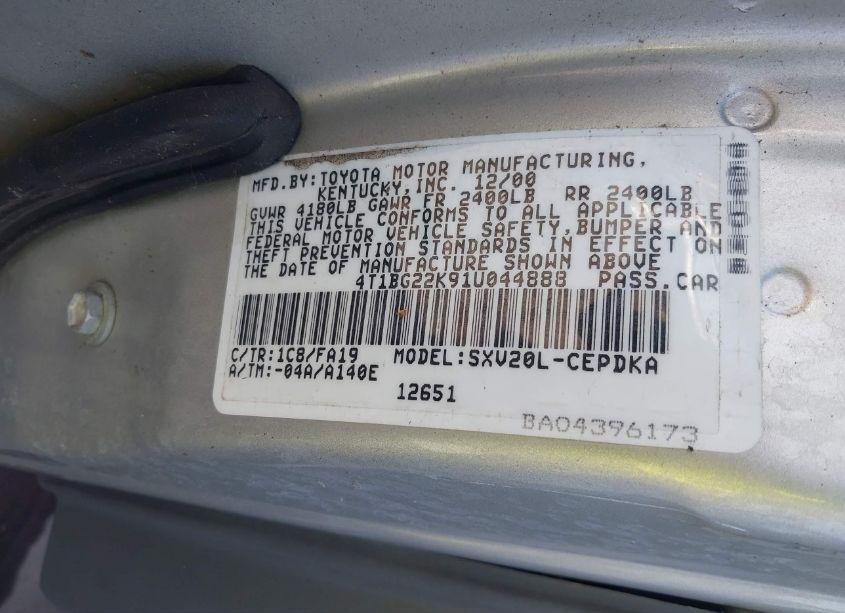 MFD.BY:TOYOTA MOTOR MANUFACTURING,
KENTUCKY,INC. 12/00
GVWR 4180LB GAWR FR 2400LB RR 2400LB
THIS VEHICLE CONFORMS TO ALL APPLICABLE
FEDERAL MOTOR VEHICLE SAFETY,BUMPER AND
THEFT PREVENTION STANDARDS IN EFFECT ON
THE DATE OF MANUFACTURE SHOWN ABOVE
4T1BG22K91U044888 PASS.CAR
C/TR:1C8/FA19 MODEL:SXV20L-CEPDKA
A/TM:-04A/A140E
12651
BA04396173